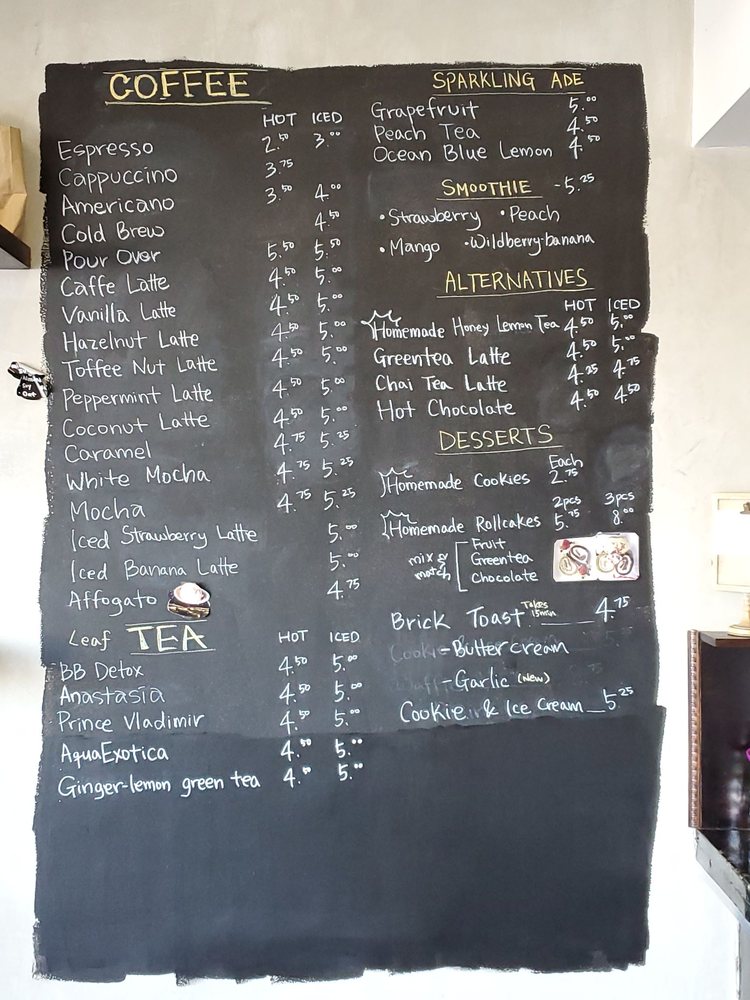 COFFEE
HOT ICED
Espresso 2.50 3.00
Cappuccino 3.75
Americano 3.50 4.00
Cold Brew 4.50
Pour Over 5.50 5.50
Caffe Latte 4.50 5.00
Vanilla Latte 4.50 5.00
Hazelnut Latte 4.50 5.00
Toffee Nut Latte 4.50 5.00
Peppermint Latte 4.50 5.00
Coconut Latte 4.50 5.00
Caramel 4.75 5.25
White Mocha 4.75 5.25
Mocha 4.75 5.25
Iced Strawberry Latte 5.00
Iced Banana Latte 5.00
Affogato 4.75
Leaf TEA HOT ICED
BB Detox 4.50 5.00
Anastasia 4.50 5.00
Prince Vladimir 4.50 5.00
AquaExotica 4.50 5.00
Ginger-lemon green tea 4.50 5.00
SPARKLING ADE
Grapefruit 5.00
Peach Tea 4.50
Ocean Blue Lemon 4.50
SMOOTHIE -5.25
•Strawberry •Peach
•Mango •Wildberry-banana
ALTERNATIVES
HOT ICED
Homemade Honey Lemon Tea 4.50 5.00
Greentea Latte 4.50 5.00
Chai Tea Latte 4.25 4.75
Hot Chocolate 4.50 4.50
DESSERTS
Each
Homemade Cookies 2.75
2pcs 3pcs
Homemade Rollcakes 5.75 8.00
mix & match
Fruit
Greentea
Chocolate
Brick Toast Takes 15min 4.75
-Butter cream
-Garlic (new)
Cookie & Ice Cream 5.25